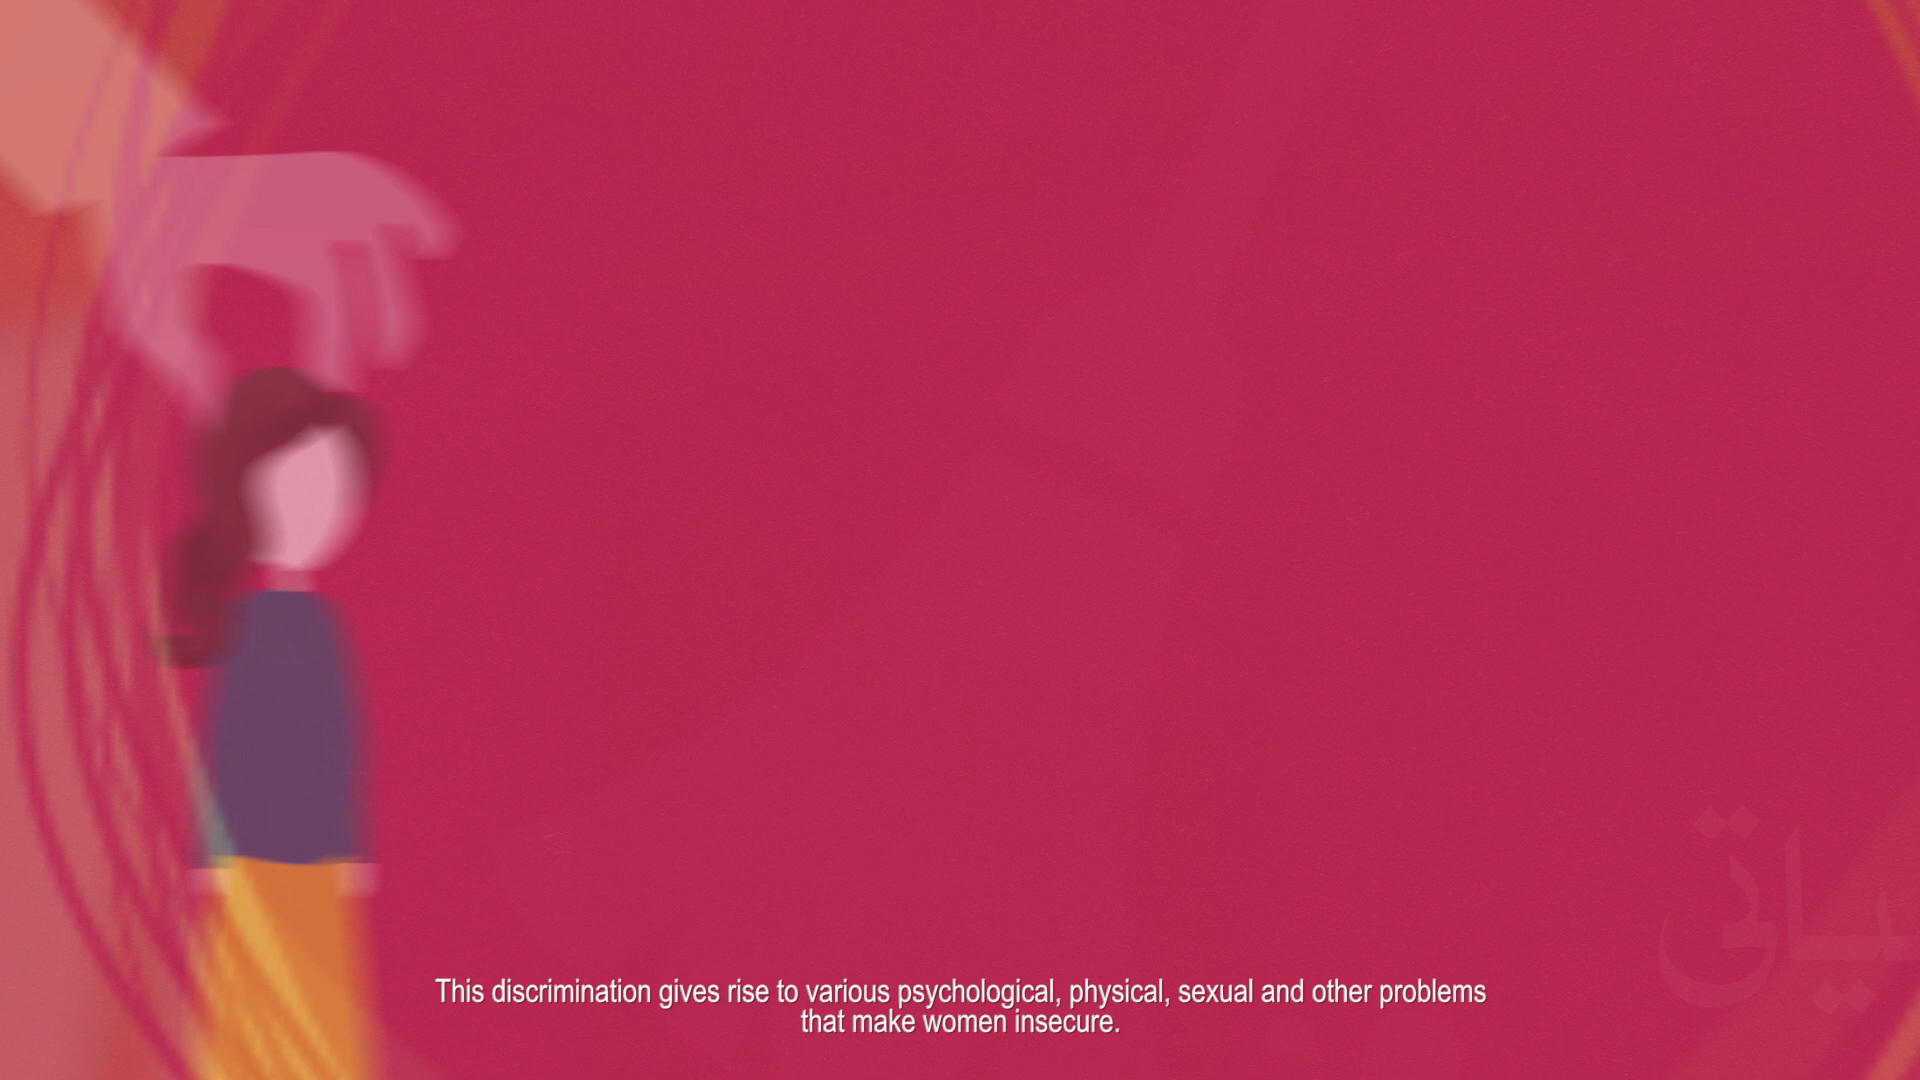 This discrimination gives rise to various psychological, physical, sexual and other problems
that make women insecure.